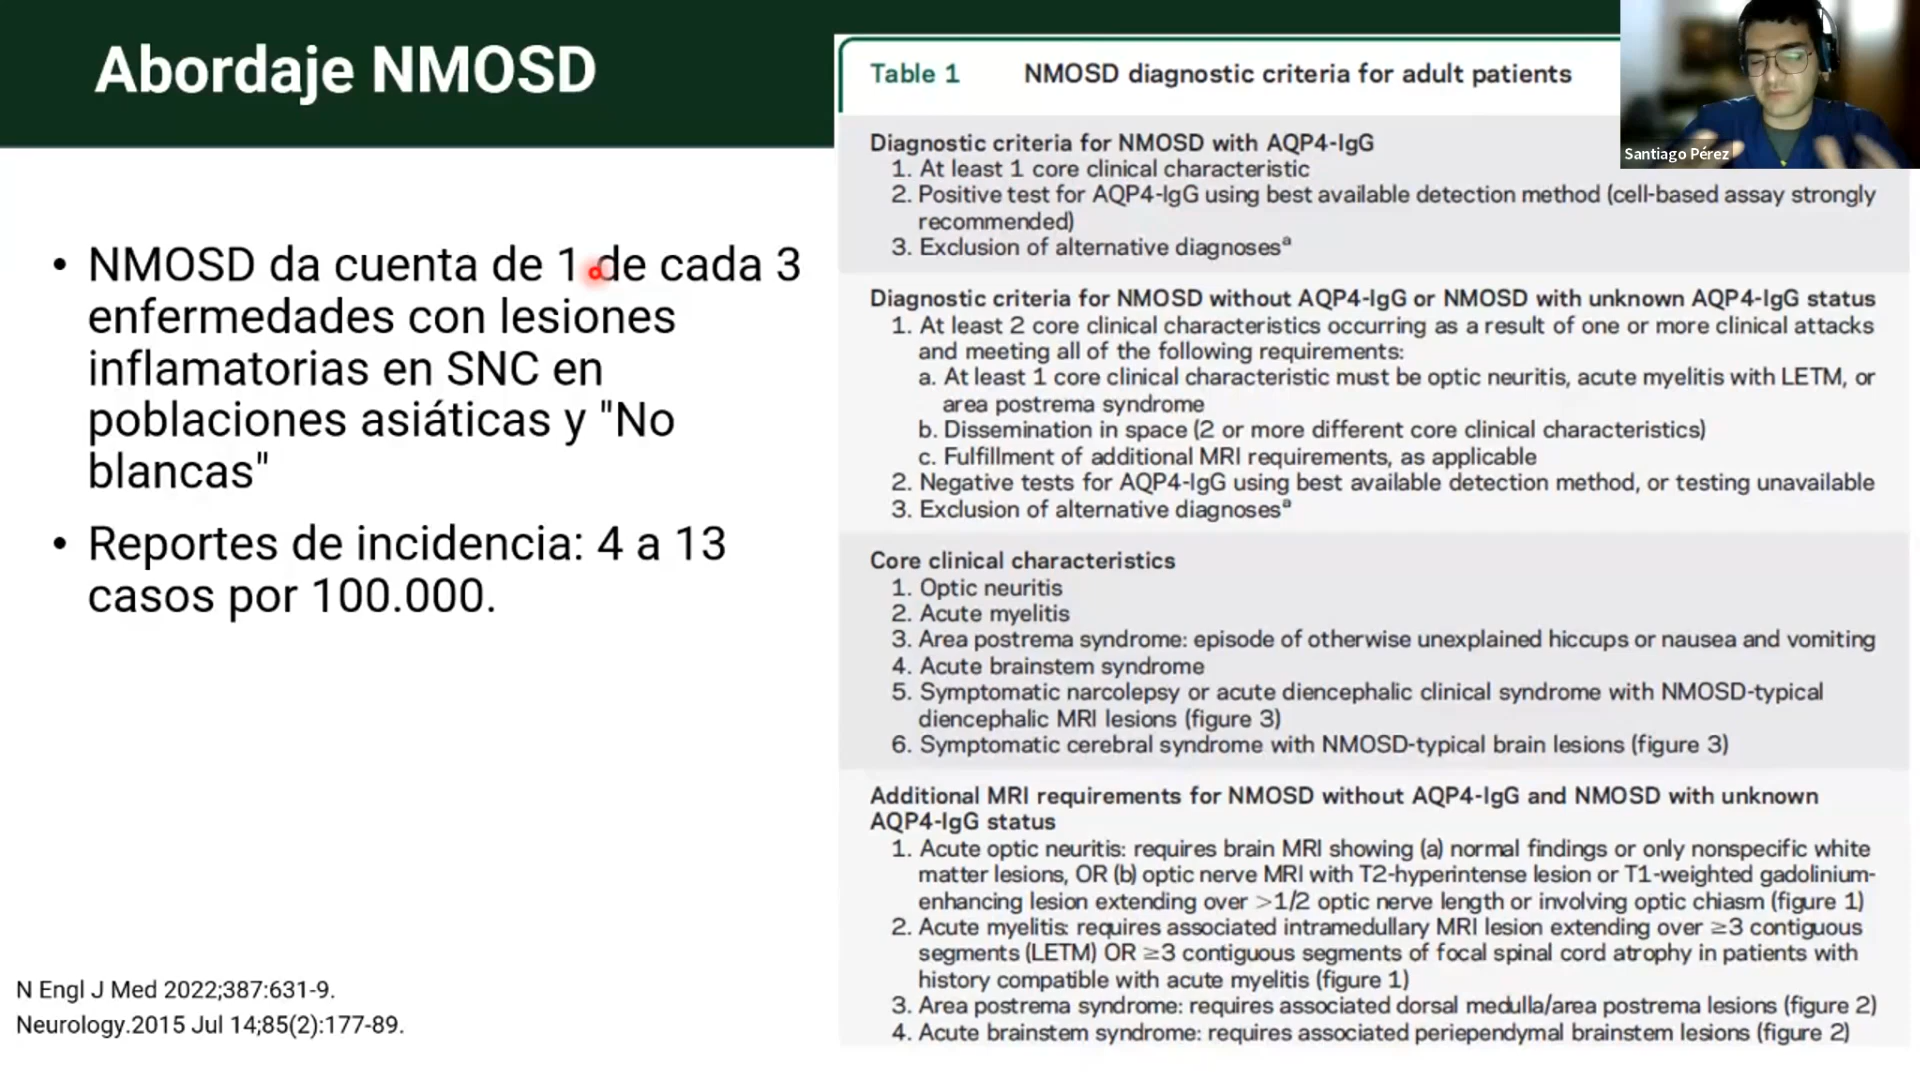 Abordaje NMOSD
• NMOSD da cuenta de 1 de cada 3
enfermedades con lesiones
inflamatorias en SNC en
poblaciones asiáticas y "No
blancas"
• Reportes de incidencia: 4 a 13
casos por 100.000.
N Engl J Med 2022;387:631-9.
Neurology.2015 Jul 14;85(2):177-89.
Table 1 NMOSD diagnostic criteria for adult patients
Diagnostic criteria for NMOSD with AQP4-IgG
1. At least 1 core clinical characteristic
2. Positive test for AQP4-IgG using best available detection method (cell-based assay strongly
recommended)
3. Exclusion of alternative diagnosesª
Diagnostic criteria for NMOSD without AQP4-IgG or NMOSD with unknown AQP4-IgG status
1. At least 2 core clinical characteristics occurring as a result of one or more clinical attacks
and meeting all of the following requirements:
a. At least 1 core clinical characteristic must be optic neuritis, acute myelitis with LETM, or
area postrema syndrome
b. Dissemination in space (2 or more different core clinical characteristics)
c. Fulfillment of additional MRI requirements, as applicable
2. Negative tests for AQP4-IgG using best available detection method, or testing unavailable
3. Exclusion of alternative diagnosesª
Core clinical characteristics
1. Optic neuritis
2. Acute myelitis
3. Area postrema syndrome: episode of otherwise unexplained hiccups or nausea and vomiting
4. Acute brainstem syndrome
5. Symptomatic narcolepsy or acute diencephalic clinical syndrome with NMOSD-typical
diencephalic MRI lesions (figure 3)
6. Symptomatic cerebral syndrome with NMOSD-typical brain lesions (figure 3)
Additional MRI requirements for NMOSD without AQP4-IgG and NMOSD with unknown
AQP4-IgG status
1. Acute optic neuritis: requires brain MRI showing (a) normal findings or only nonspecific white
matter lesions, OR (b) optic nerve MRI with T2-hyperintense lesion or T1-weighted gadolinium-
enhancing lesion extending over >1/2 optic nerve length or involving optic chiasm (figure 1)
2. Acute myelitis: requires associated intramedullary MRI lesion extending over ≥3 contiguous
segments (LETM) OR ≥3 contiguous segments of focal spinal cord atrophy in patients with
history compatible with acute myelitis (figure 1)
3. Area postrema syndrome: requires associated dorsal medulla/area postrema lesions (figure 2)
4. Acute brainstem syndrome: requires associated periependymal brainstem lesions (figure 2)
Santiago Pérez